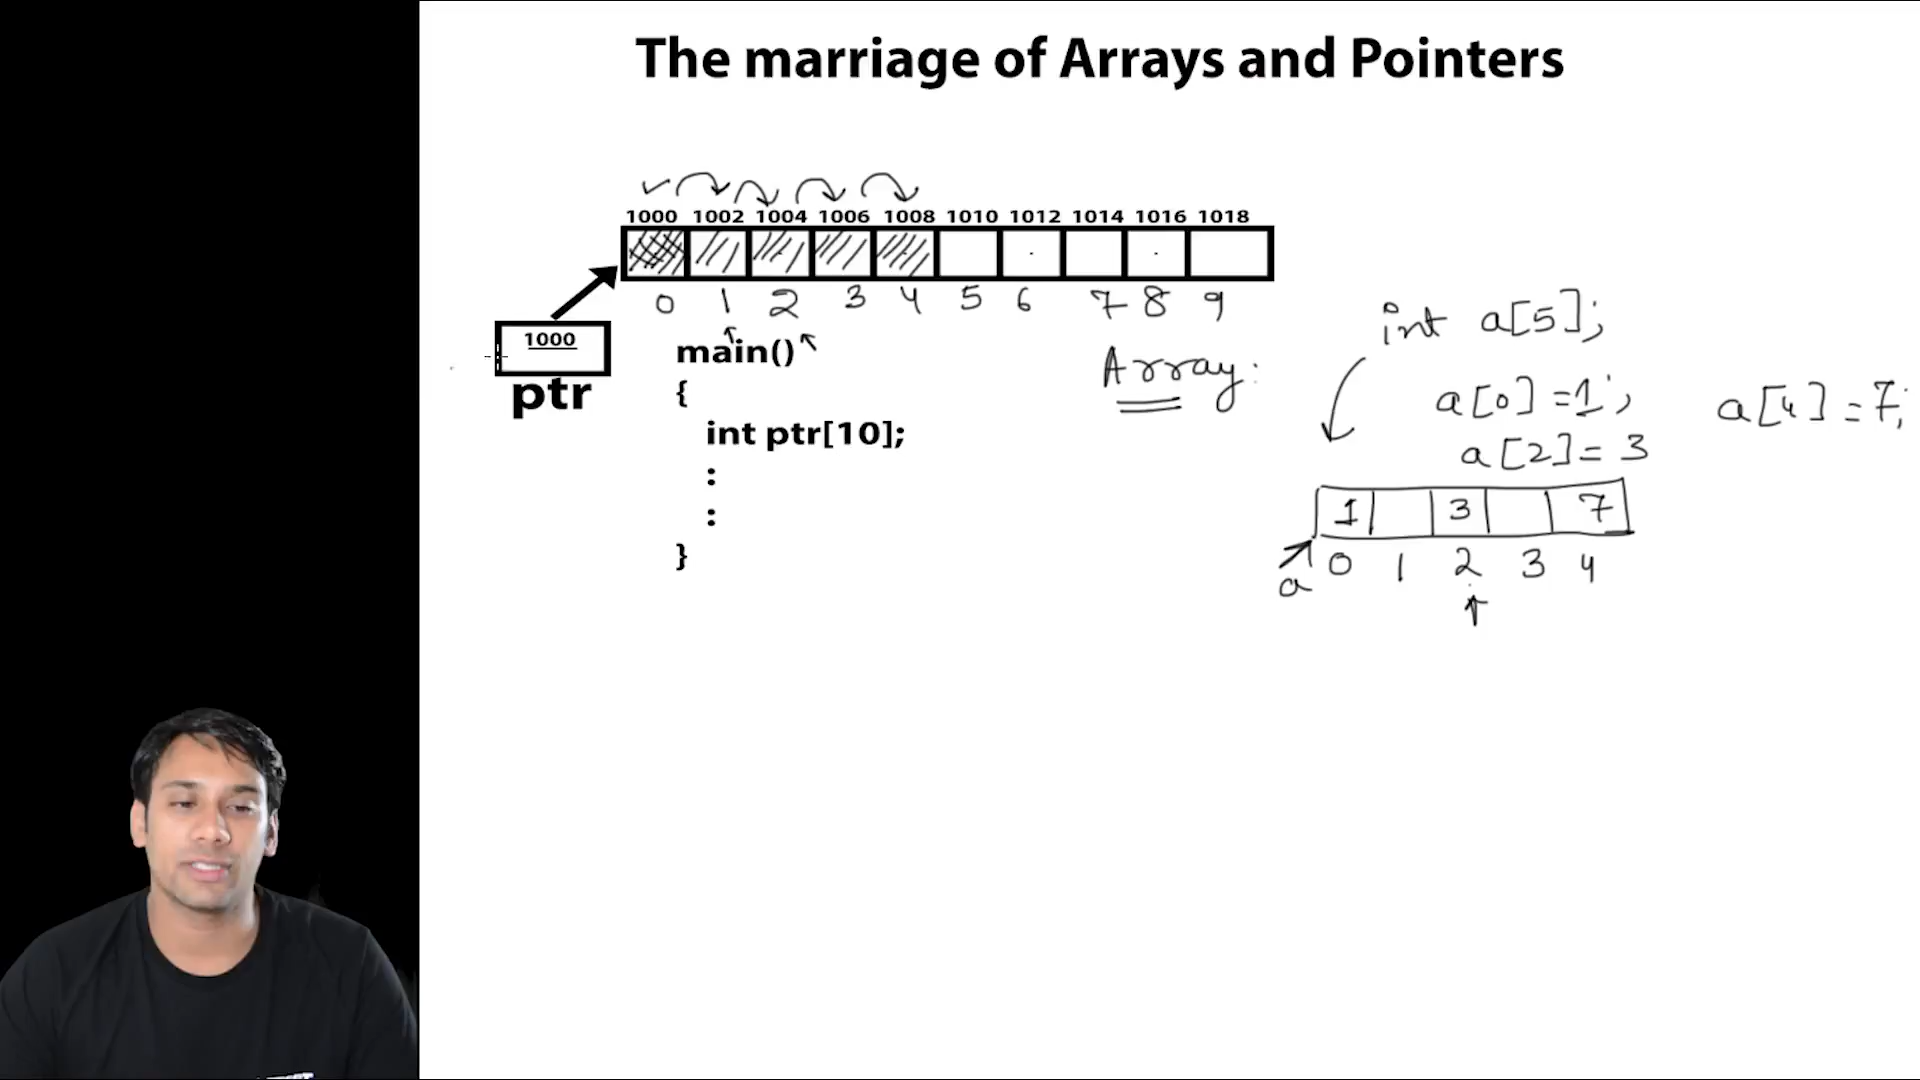 The marriage of Arrays and Pointers
1000 1002 1004 1006 1008 1010 1012 1014 1016 1018
0 1 2 3 4 5 6 7 8 9
1000
ptr
main()
{
int ptr[10];
:
:
}
Array:
int a[5];
a[0]=1;
a[4]=7;
a[2]=3
1 3 7
a
0 1 2 3 4